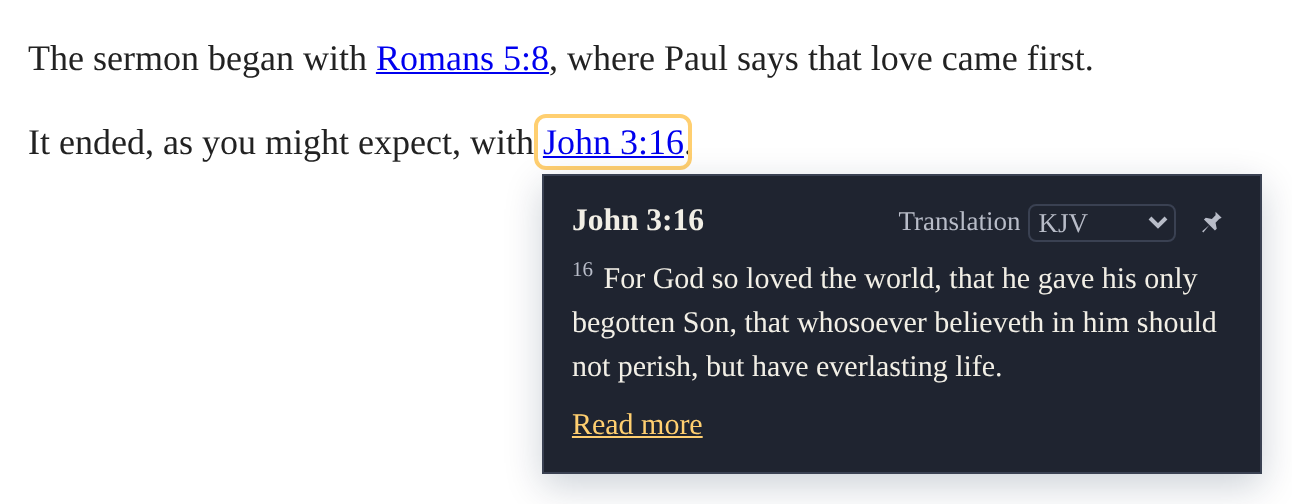 The sermon began with Romans 5:8, where Paul says that love came first.
It ended, as you might expect, with John 3:16.
John 3:16 Translation KJV
16 For God so loved the world, that he gave his only
begotten Son, that whosoever believeth in him should
not perish, but have everlasting life.
Read more